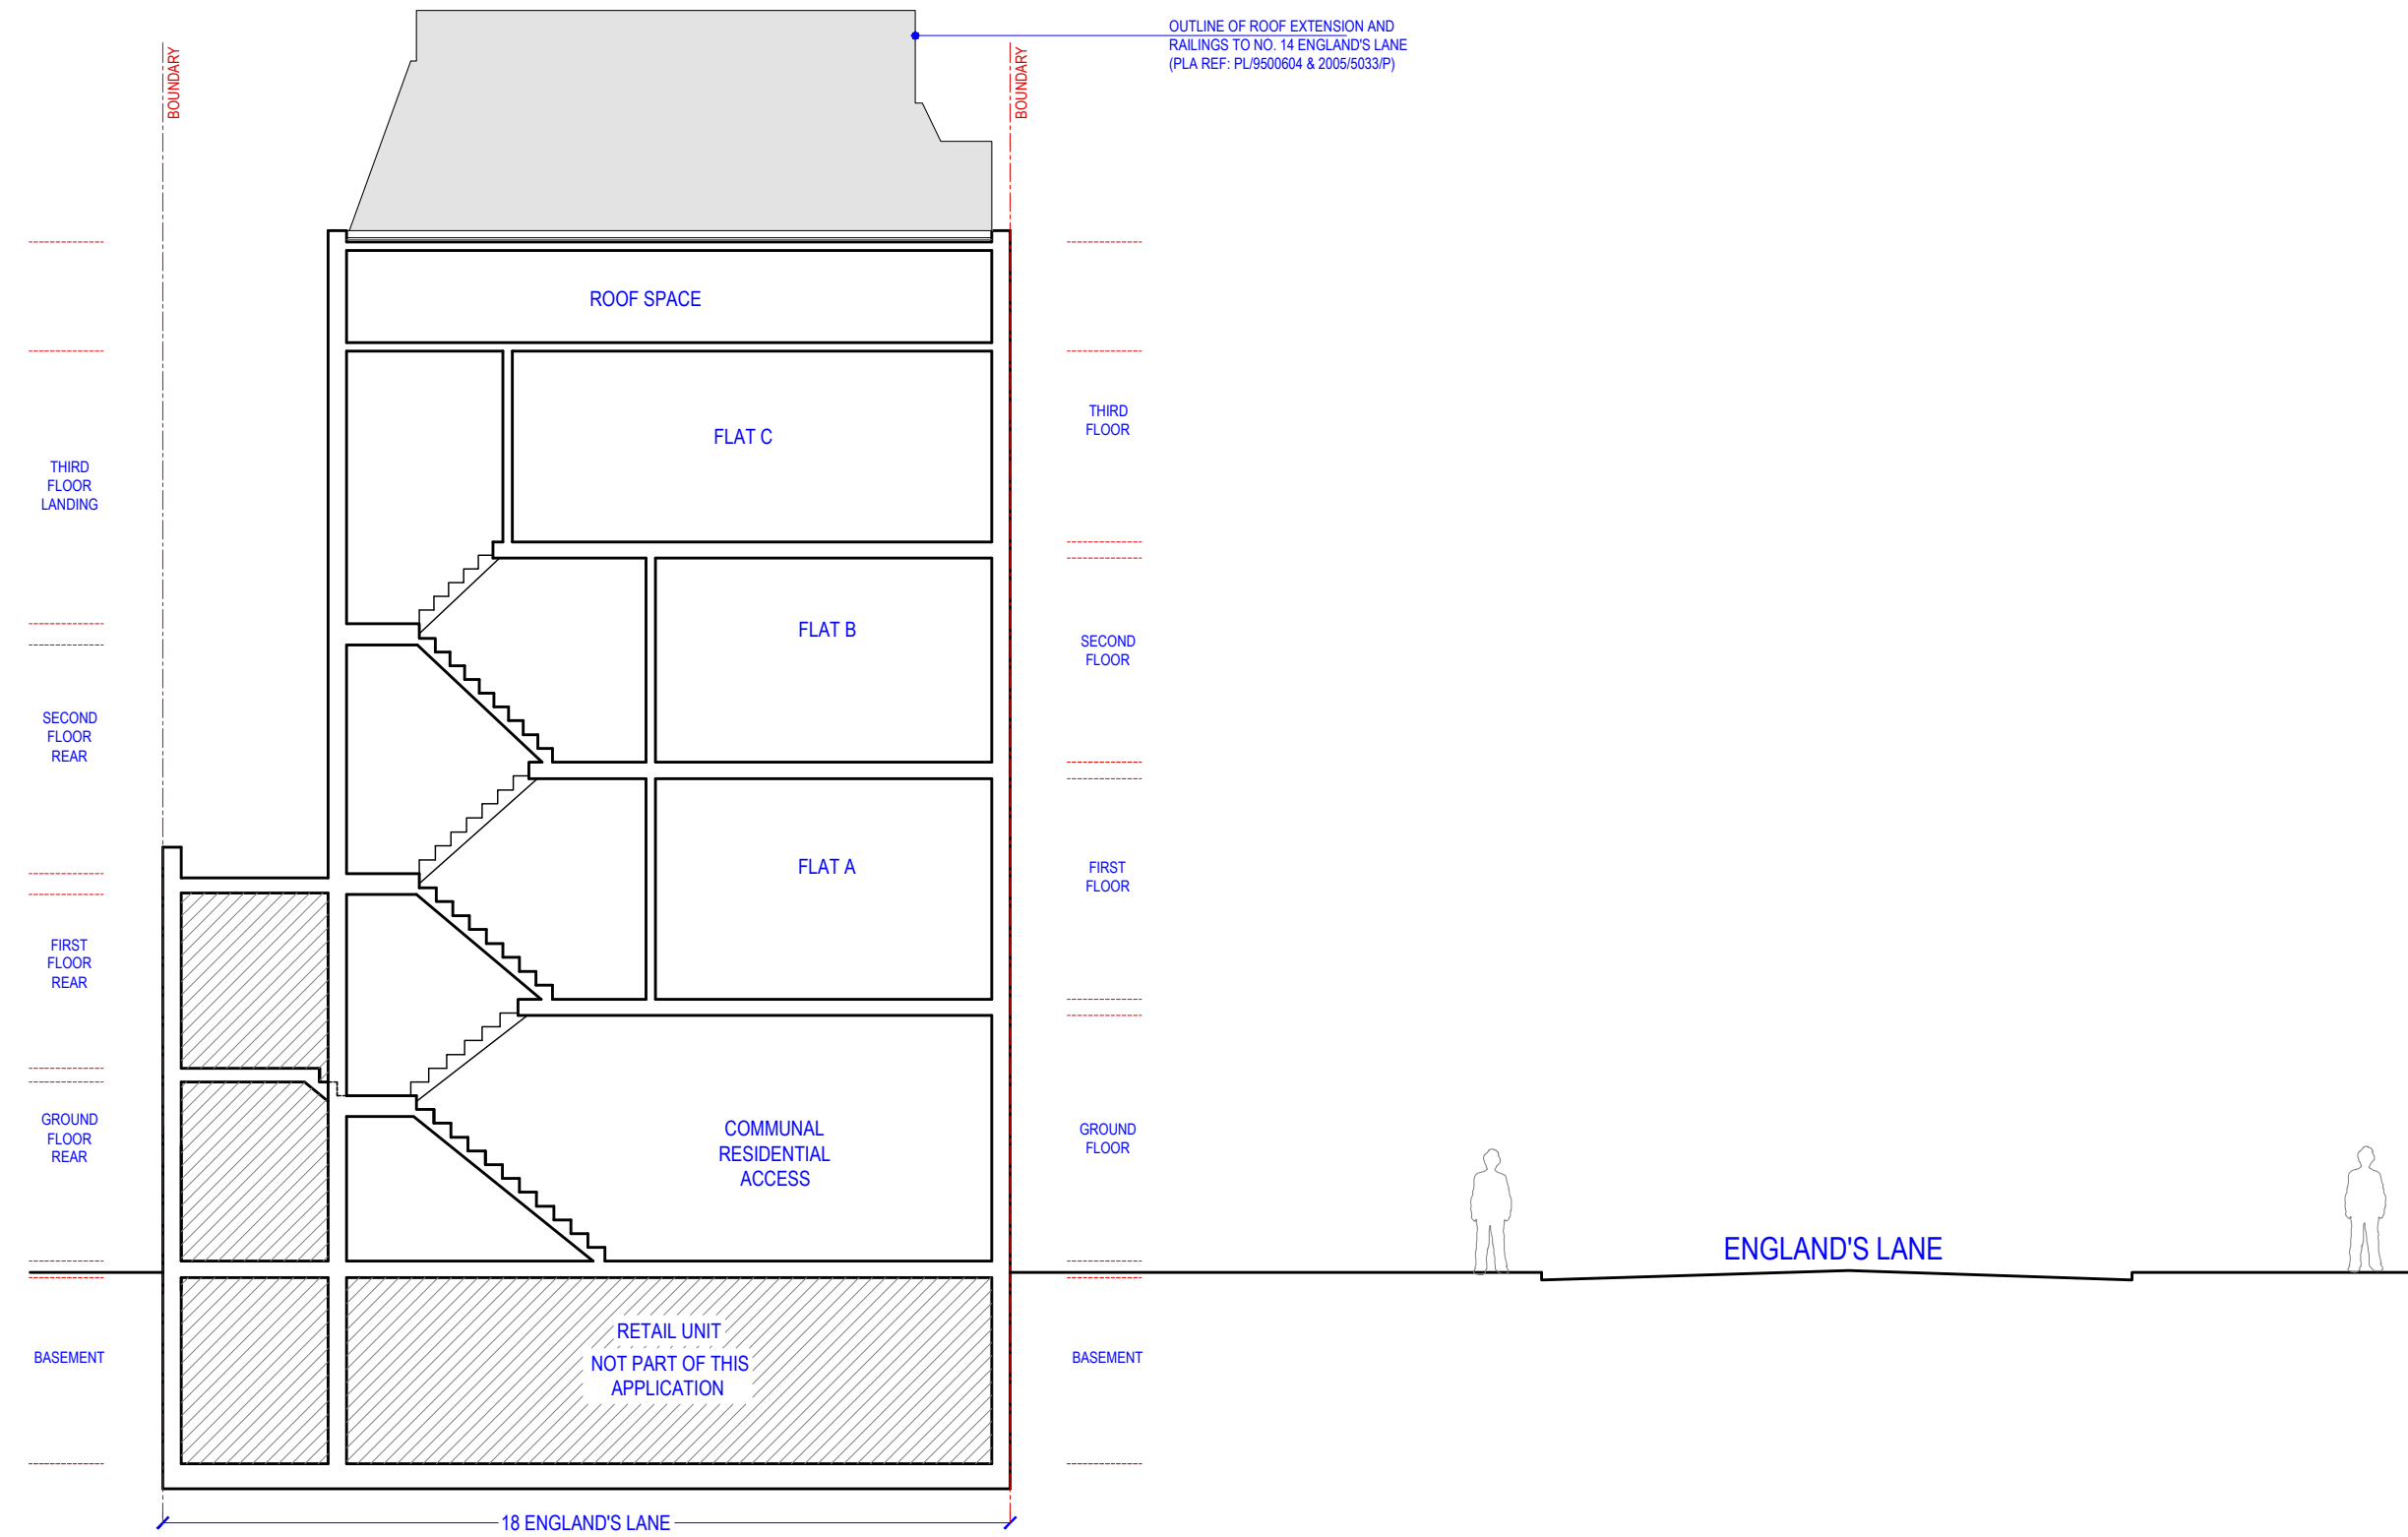 OUTLINE OF ROOF EXTENSION AND
RAILINGS TO NO. 14 ENGLAND'S LANE
(PLA REF: PL/9500604 & 2005/5033/P)
BOUNDARY
BOUNDARY
ROOF SPACE
THIRD
FLOOR
LANDING
FLAT C
THIRD
FLOOR
SECOND
FLOOR
REAR
FLAT B
SECOND
FLOOR
FIRST
FLOOR
REAR
FLAT A
FIRST
FLOOR
GROUND
FLOOR
REAR
COMMUNAL
RESIDENTIAL
ACCESS
GROUND
FLOOR
ENGLAND'S LANE
BASEMENT
RETAIL UNIT
NOT PART OF THIS
APPLICATION
BASEMENT
18 ENGLAND'S LANE